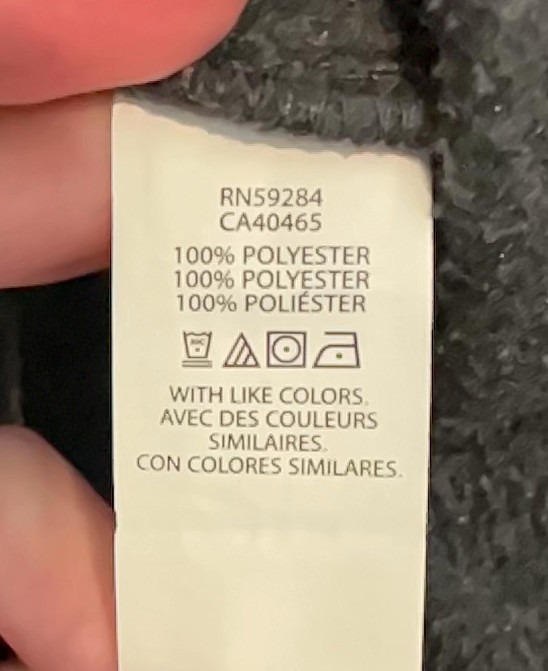 RN59284
CA40465
100% POLYESTER
100% POLYESTER
100% POLIÉSTER
WITH LIKE COLORS.
AVEC DES COULEURS
SIMILAIRES.
CON COLORES SIMILARES.